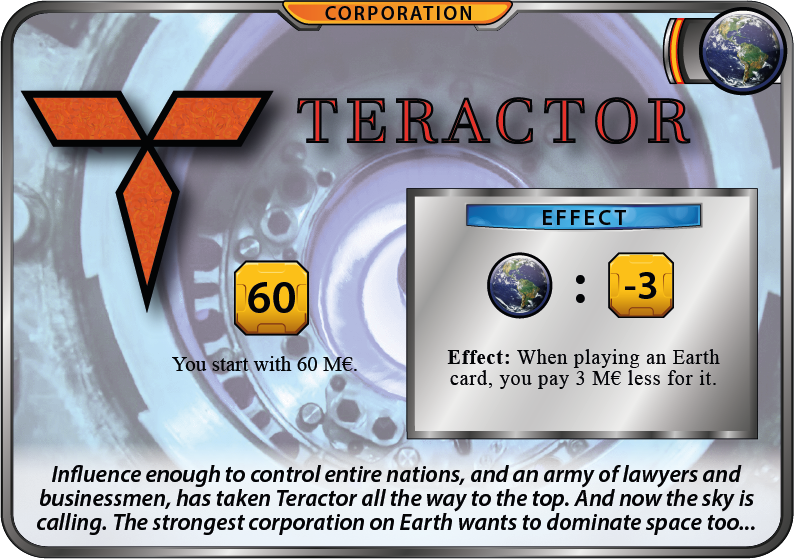 CORPORATION
TERACTOR
EFFECT
:
-3
60
You start with 60 M€.
Effect: When playing an Earth
card, you pay 3 M€ less for it.
Influence enough to control entire nations, and an army of lawyers and
businessmen, has taken Teractor all the way to the top. And now the sky is
calling. The strongest corporation on Earth wants to dominate space too...